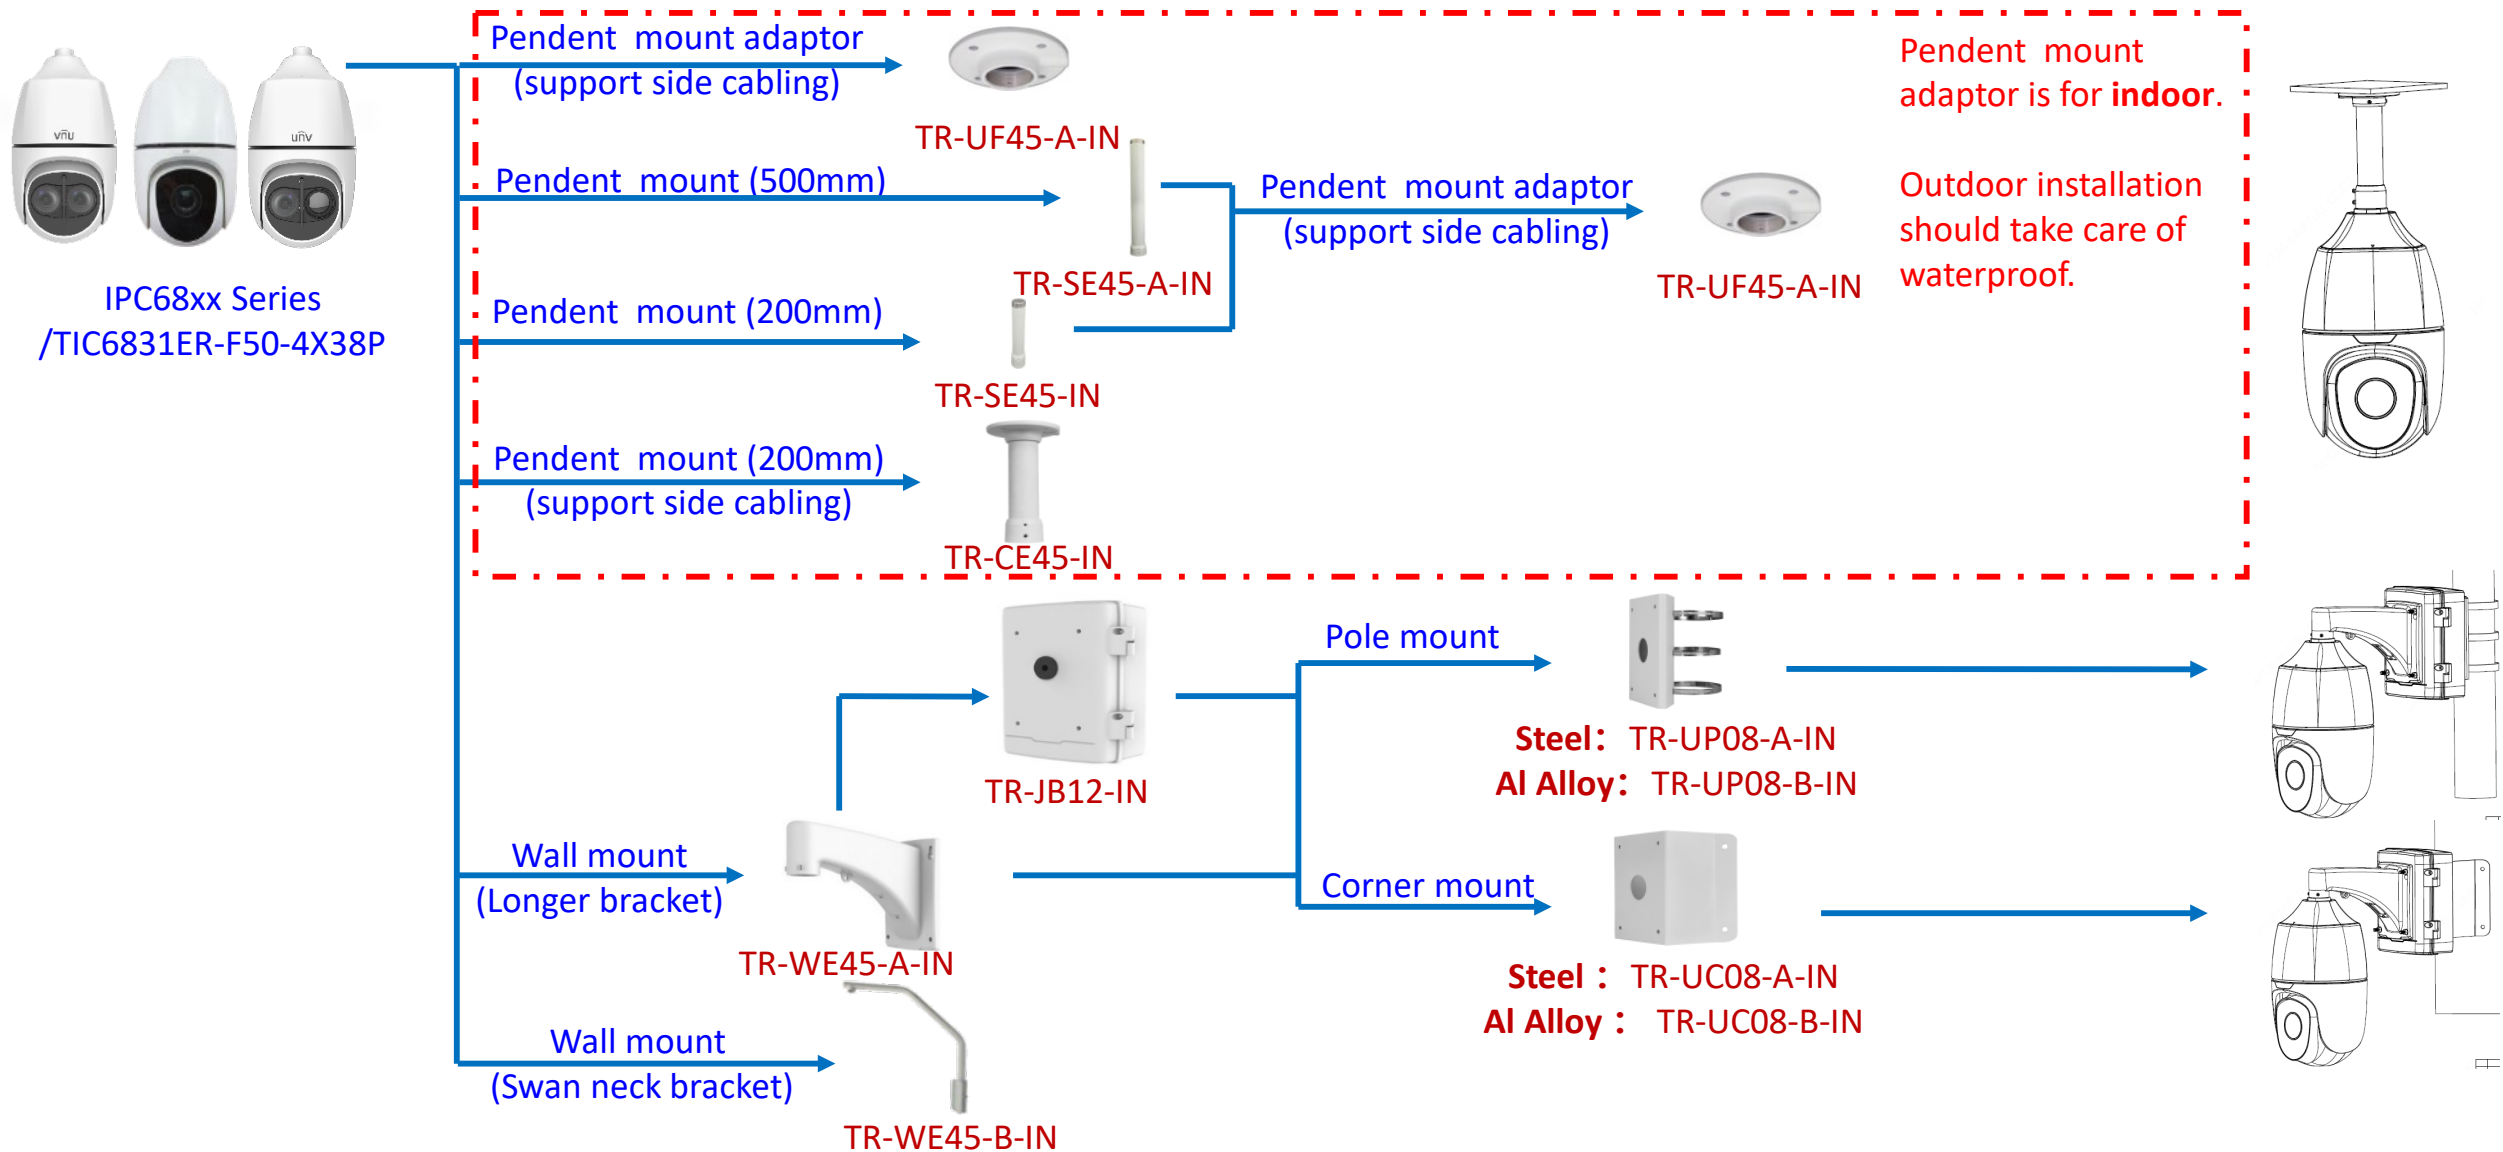 Pendent mount adaptor
(support side cabling)
TR-UF45-A-IN
Pendent mount
adaptor is for indoor.
Outdoor installation
should take care of
waterproof.
unv
IPC68xx Series
/TIC6831ER-F50-4X38P
Pendent mount (500mm)
TR-SE45-A-IN
Pendent mount adaptor
(support side cabling)
TR-UF45-A-IN
Pendent mount (200mm)
TR-SE45-IN
Pendent mount (200mm)
(support side cabling)
TR-CE45-IN
TR-JB12-IN
Pole mount
Steel: TR-UP08-A-IN
Al Alloy: TR-UP08-B-IN
Wall mount
(Longer bracket)
TR-WE45-A-IN
Corner mount
Steel : TR-UC08-A-IN
Al Alloy : TR-UC08-B-IN
Wall mount
(Swan neck bracket)
TR-WE45-B-IN